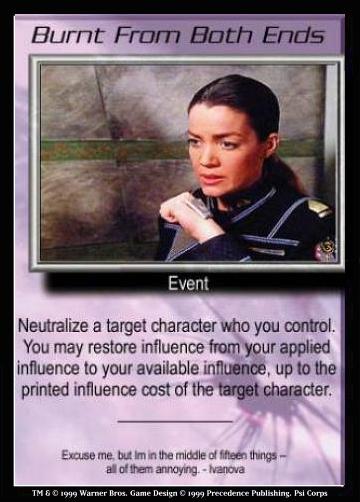 Burnt From Both Ends
Event
Neutralize a target character who you control.
You may restore influence from your applied
influence to your available influence, up to the
printed influence cost of the target character.
Excuse me, but Im in the middle of fifteen things –
all of them annoying. - Ivanova
TM & © 1999 Warner Bros. Game Design © 1999 Precedence Publishing. Psi Corps